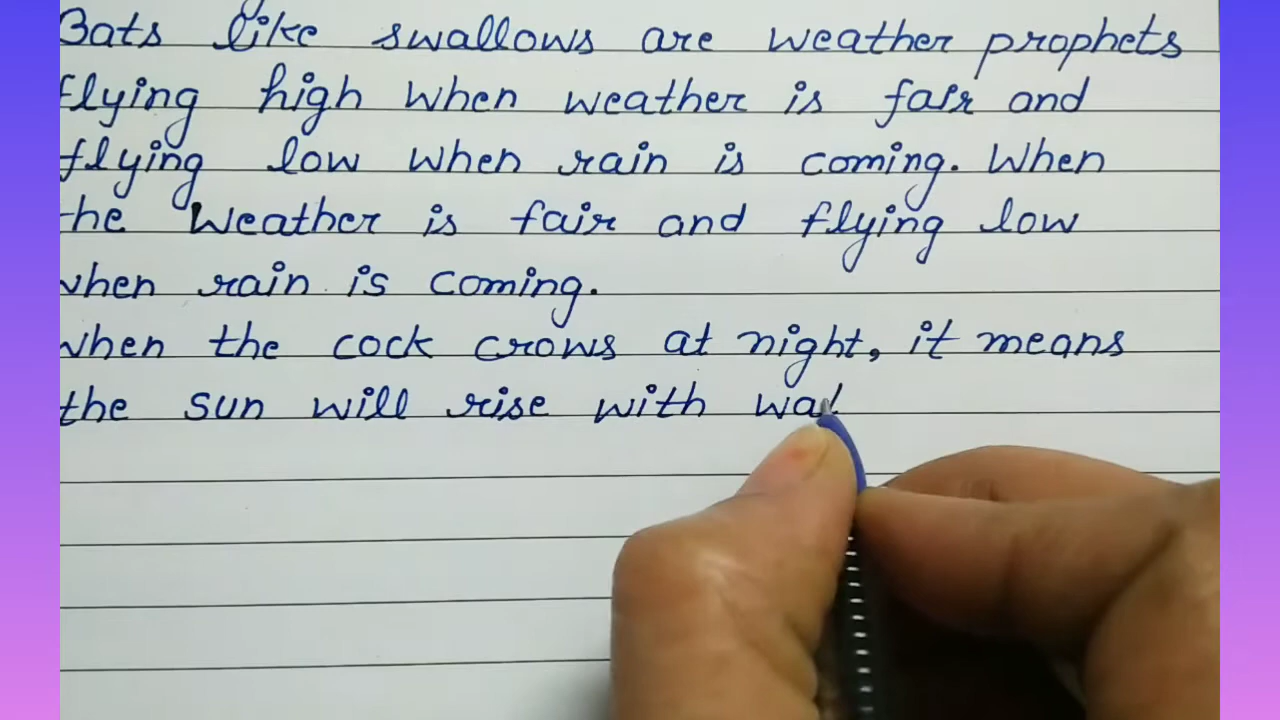 Bats like swallows are weather prophets
flying high when weather is fair and
flying low when rain is coming. When
the Weather is fair and flying low
when rain is coming.
when the cock crows at night, it means
the sun will rise with